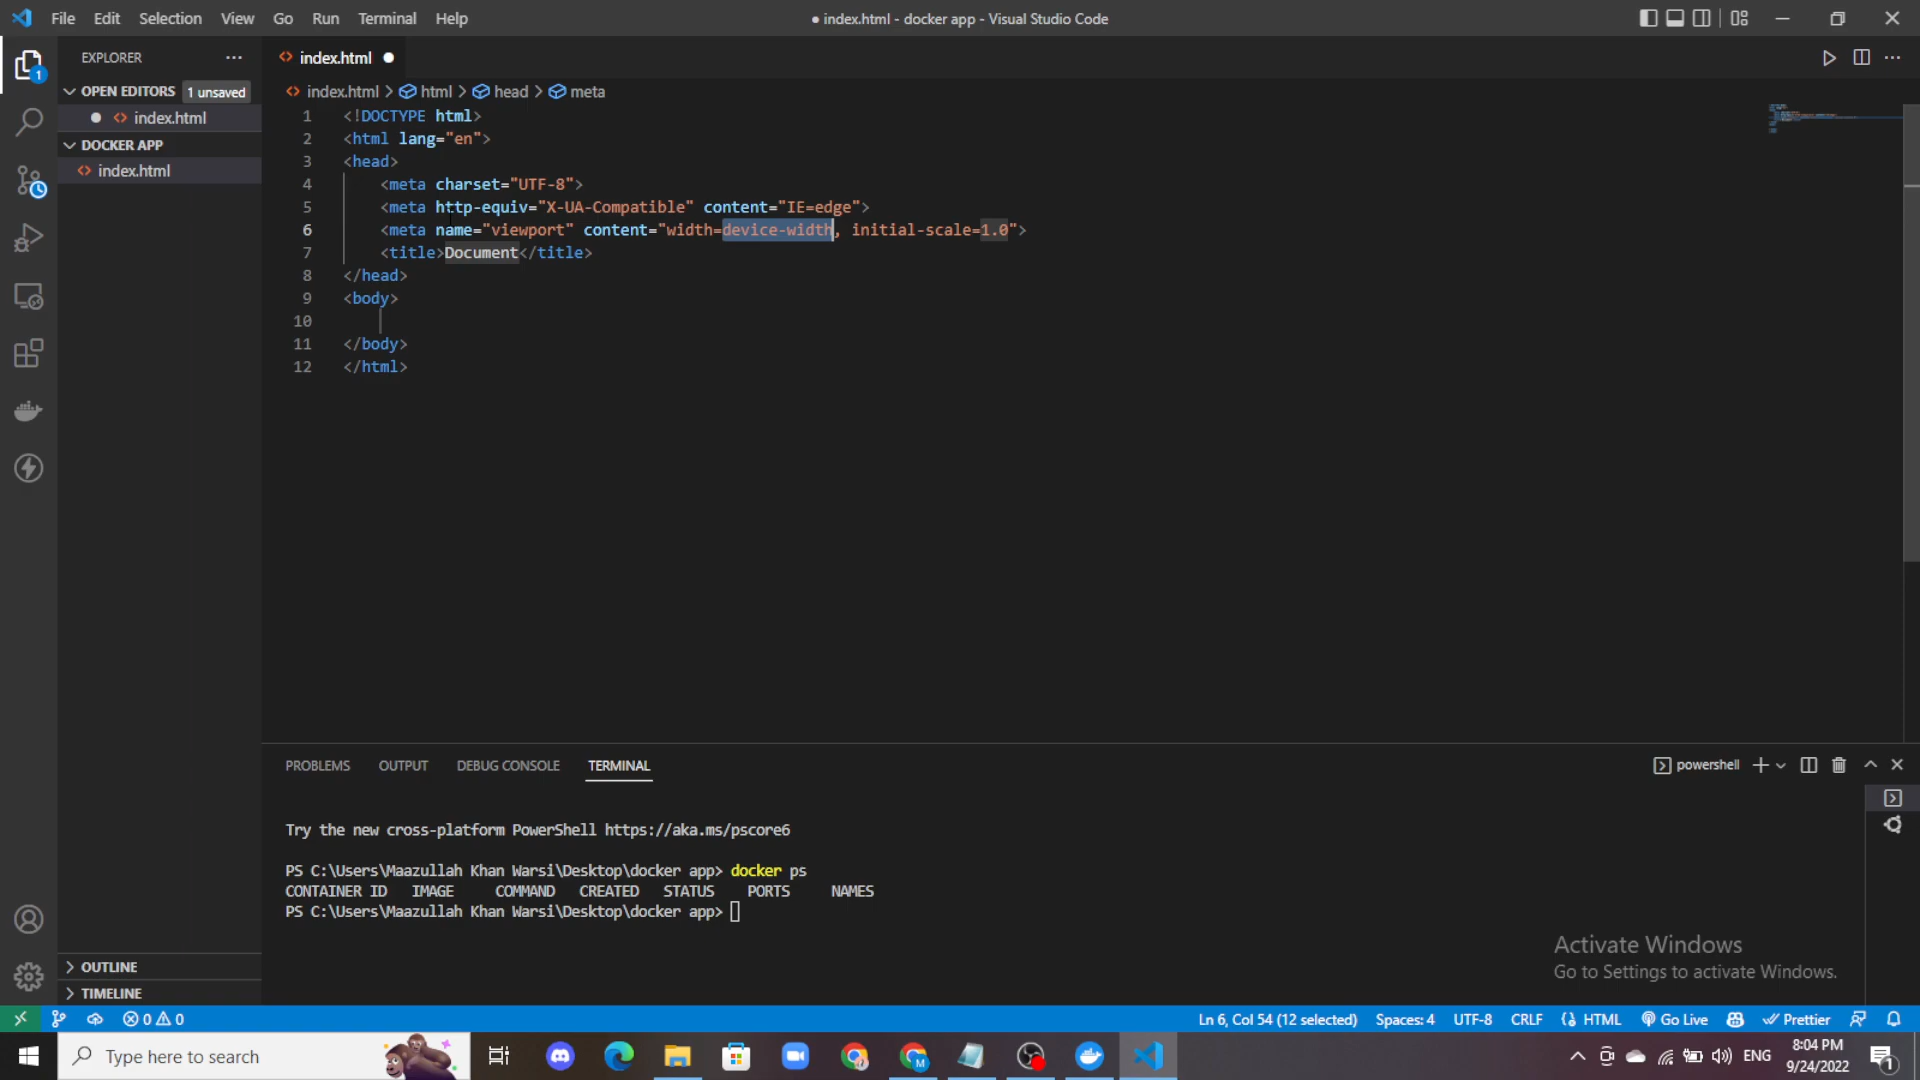 File Edit Selection View Go Run Terminal Help
● index.html - docker app - Visual Studio Code
EXPLORER
OPEN EDITORS 1 unsaved
index.html
DOCKER APP
index.html
1
index.html
index.html > html > head > meta
1 <!DOCTYPE html>
2 <html lang="en">
3 <head>
4 <meta charset="UTF-8">
5 <meta http-equiv="X-UA-Compatible" content="IE=edge">
6 <meta name="viewport" content="width=device-width, initial-scale=1.0">
7 <title>Document</title>
8 </head>
9 <body>
10
11 </body>
12 </html>
PROBLEMS OUTPUT DEBUG CONSOLE TERMINAL
powershell
Try the new cross-platform PowerShell https://aka.ms/pscore6
PS C:\Users\Maazullah Khan Warsi\Desktop\docker app> docker ps
CONTAINER ID IMAGE COMMAND CREATED STATUS PORTS NAMES
PS C:\Users\Maazullah Khan Warsi\Desktop\docker app>
OUTLINE
TIMELINE
Activate Windows
Go to Settings to activate Windows.
0 0
Ln 6, Col 54 (12 selected) Spaces: 4 UTF-8 CRLF HTML Go Live Prettier
Type here to search
M
ENG
8:04 PM
9/24/2022
1